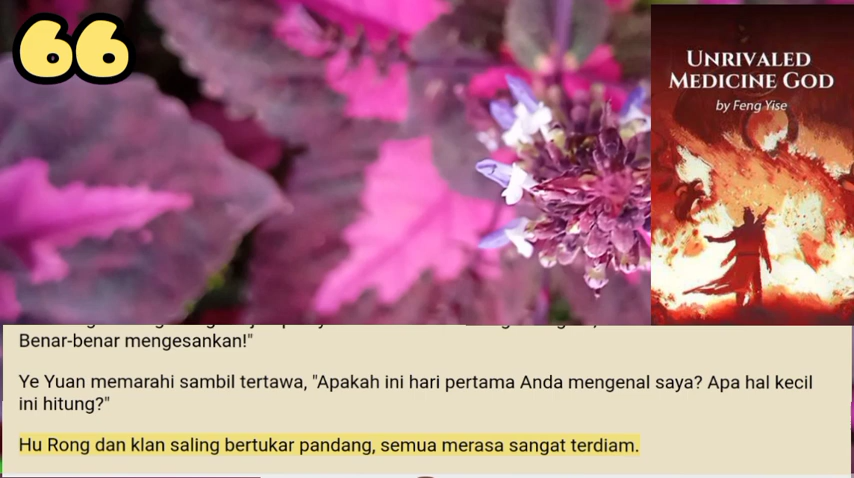 66
UNRIVALED
MEDICINE GOD
by Feng Yise
Benar-benar mengesankan!"
Ye Yuan memarahi sambil tertawa, "Apakah ini hari pertama Anda mengenal saya? Apa hal kecil
ini hitung?"
Hu Rong dan klan saling bertukar pandang, semua merasa sangat terdiam.